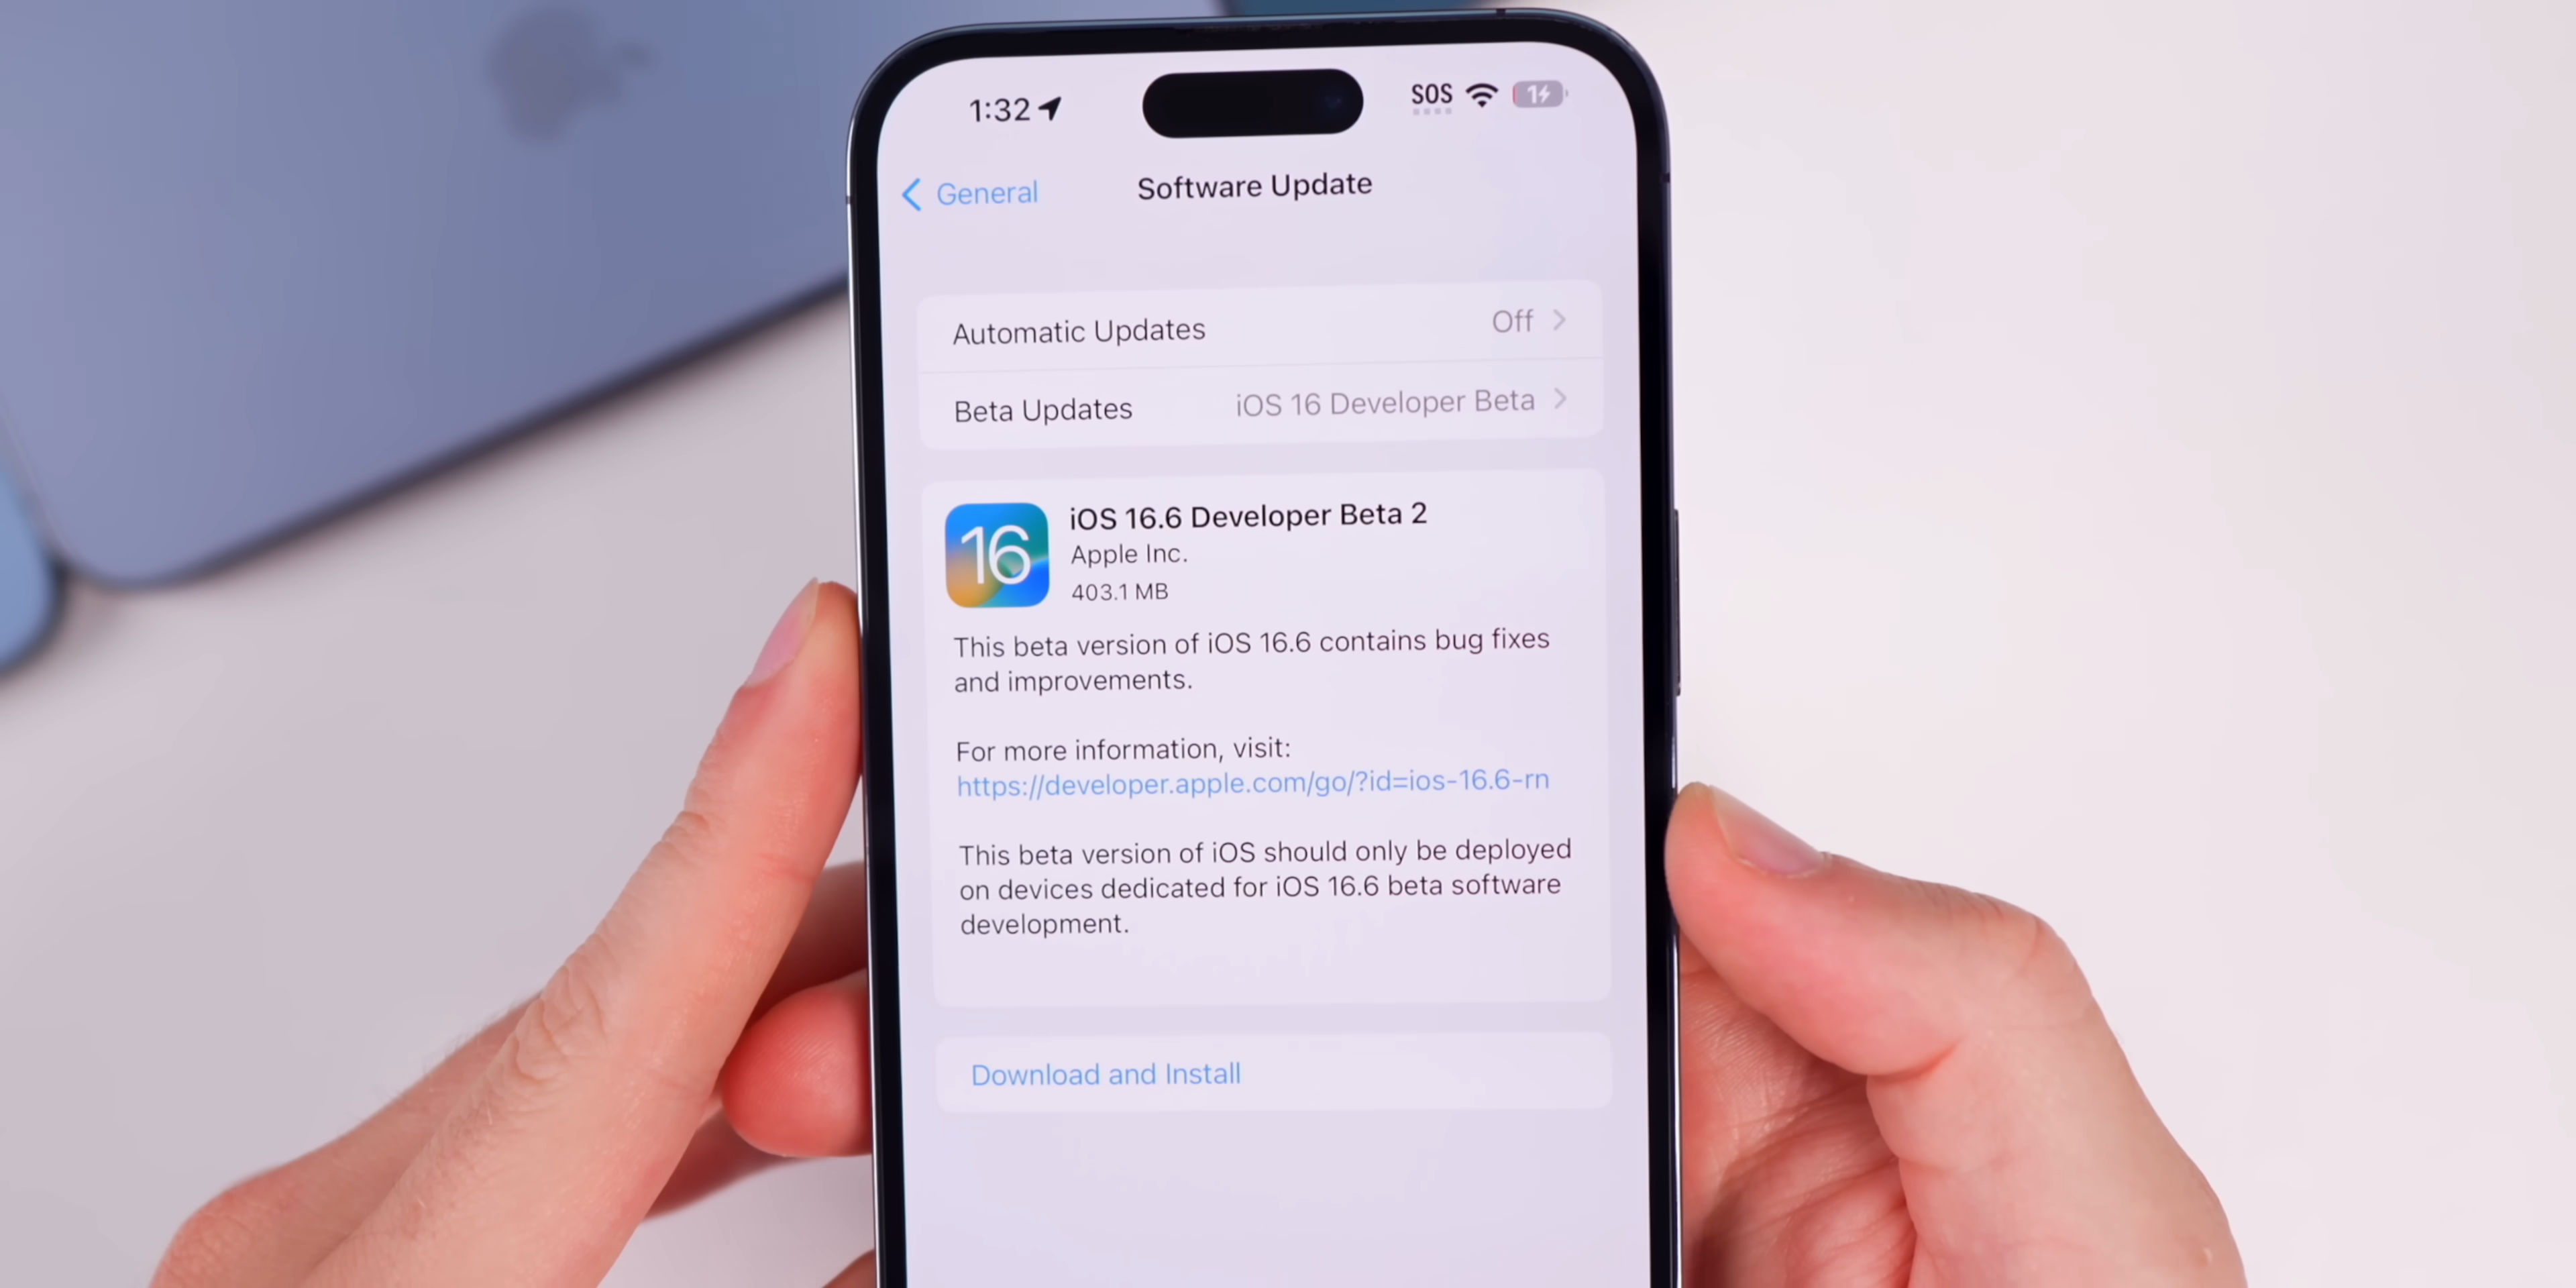 1:32
SOS
1
General
Software Update
Automatic Updates Off
Beta Updates iOS 16 Developer Beta
16
iOS 16.6 Developer Beta 2
Apple Inc.
403.1 MB
This beta version of iOS 16.6 contains bug fixes
and improvements.
For more information, visit:
https://developer.apple.com/go/?id=ios-16.6-rn
This beta version of iOS should only be deployed
on devices dedicated for iOS 16.6 beta software
development.
Download and Install